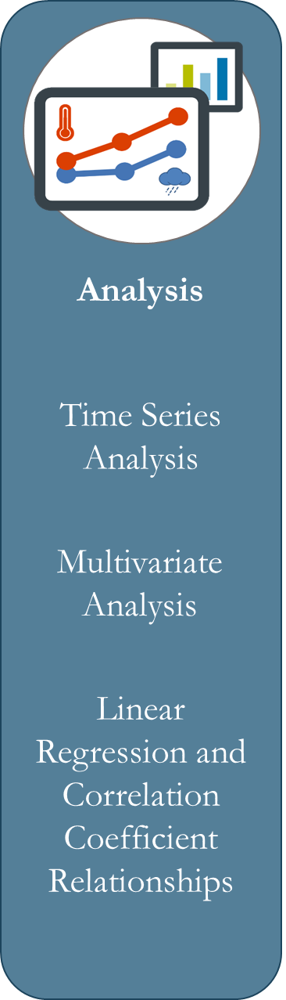 Analysis
Time Series
Analysis
Multivariate
Analysis
Linear
Regression and
Correlation
Coefficient
Relationships